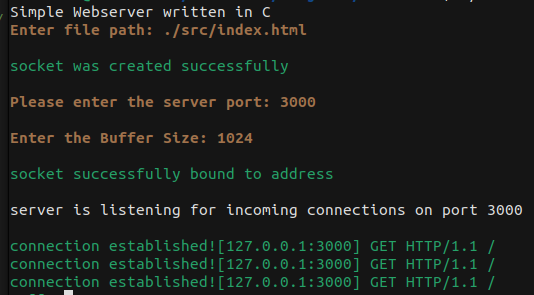 Simple Webserver written in C
Enter file path: ./src/index.html
socket was created successfully
Please enter the server port: 3000
Enter the Buffer Size: 1024
socket successfully bound to address
server is listening for incoming connections on port 3000
connection established![127.0.0.1:3000] GET HTTP/1.1 /
connection established![127.0.0.1:3000] GET HTTP/1.1 /
connection established![127.0.0.1:3000] GET HTTP/1.1 /